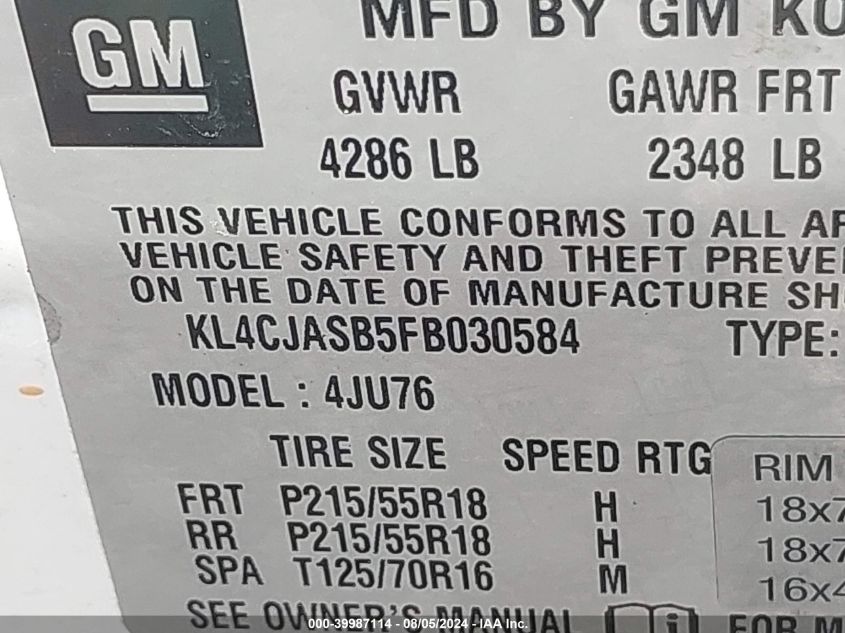 GM
MFD BY GM KO
GVWR GAWR FRT
4286 LB 2348 LB
THIS VEHICLE CONFORMS TO ALL AP
VEHICLE SAFETY AND THEFT PREVE
ON THE DATE OF MANUFACTURE SH
KL4CJASB5FB030584 TYPE:
MODEL : 4JU76
TIRE SIZE SPEED RTG RIM
FRT P215/55R18 H 18x7
RR P215/55R18 H 18x7
SPA T125/70R16 M 16x4
SEE OWNER'S MANUAL FOR M
000-39987114 - 08/05/2024 - IAA Inc.